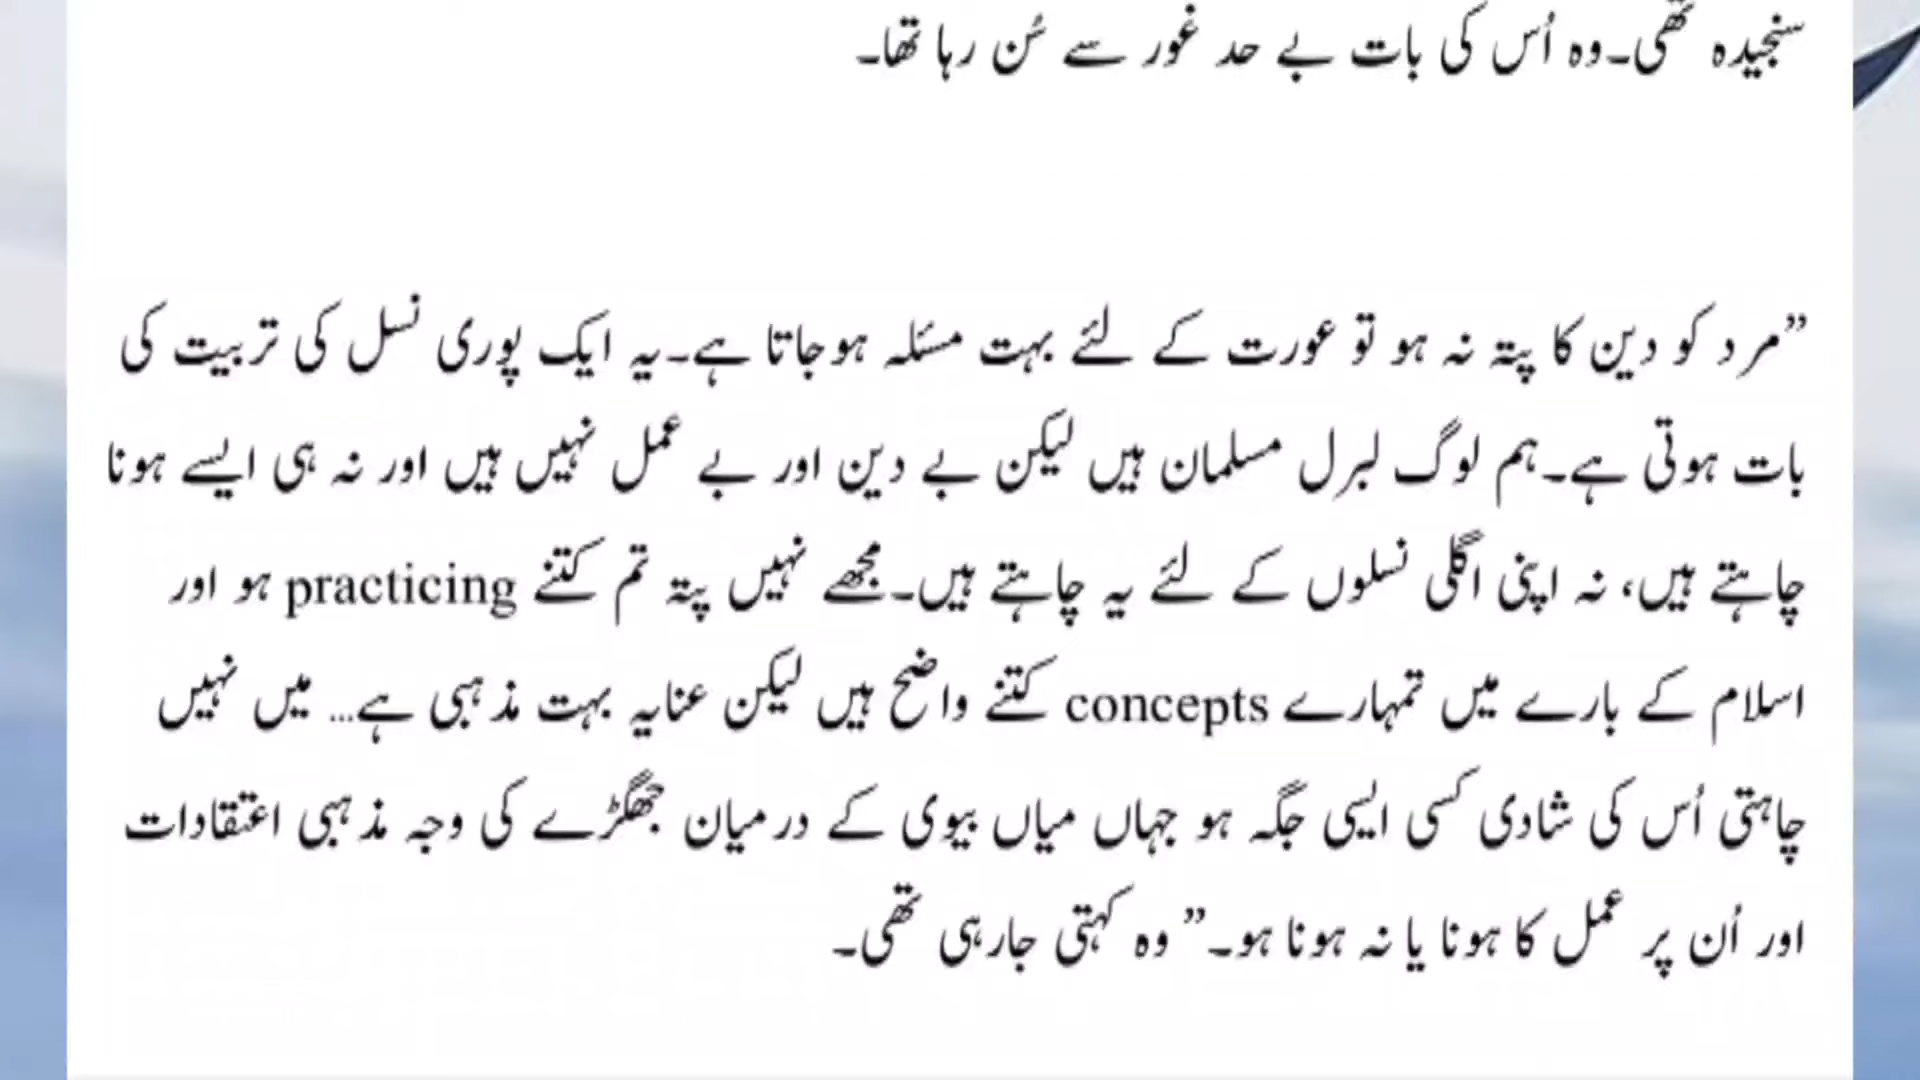 سنجیدہ تھی۔وہ اُس کی بات بے حد غور سے سُن رہا تھا۔
”مرد کو دین کا پتہ نہ ہو تو عورت کے لئے بہت مسئلہ ہوجاتا ہے۔یہ ایک پوری نسل کی تربیت کی
بات ہوتی ہے۔ہم لوگ لبرل مسلمان ہیں لیکن بے دین اور بے عمل نہیں ہیں اور نہ ہی ایسے ہونا
چاہتے ہیں، نہ اپنی اگلی نسلوں کے لئے یہ چاہتے ہیں۔مجھے نہیں پتہ تم کتنے practicing ہو اور
اسلام کے بارے میں تمہارے concepts کتنے واضح ہیں لیکن عنایہ بہت مذہبی ہے... میں نہیں
چاہتی اُس کی شادی کسی ایسی جگہ ہو جہاں میاں بیوی کے درمیان جھگڑے کی وجہ مذہبی اعتقادات
اور اُن پر عمل کا ہونا یا نہ ہونا ہو۔” وہ کہتی جارہی تھی۔